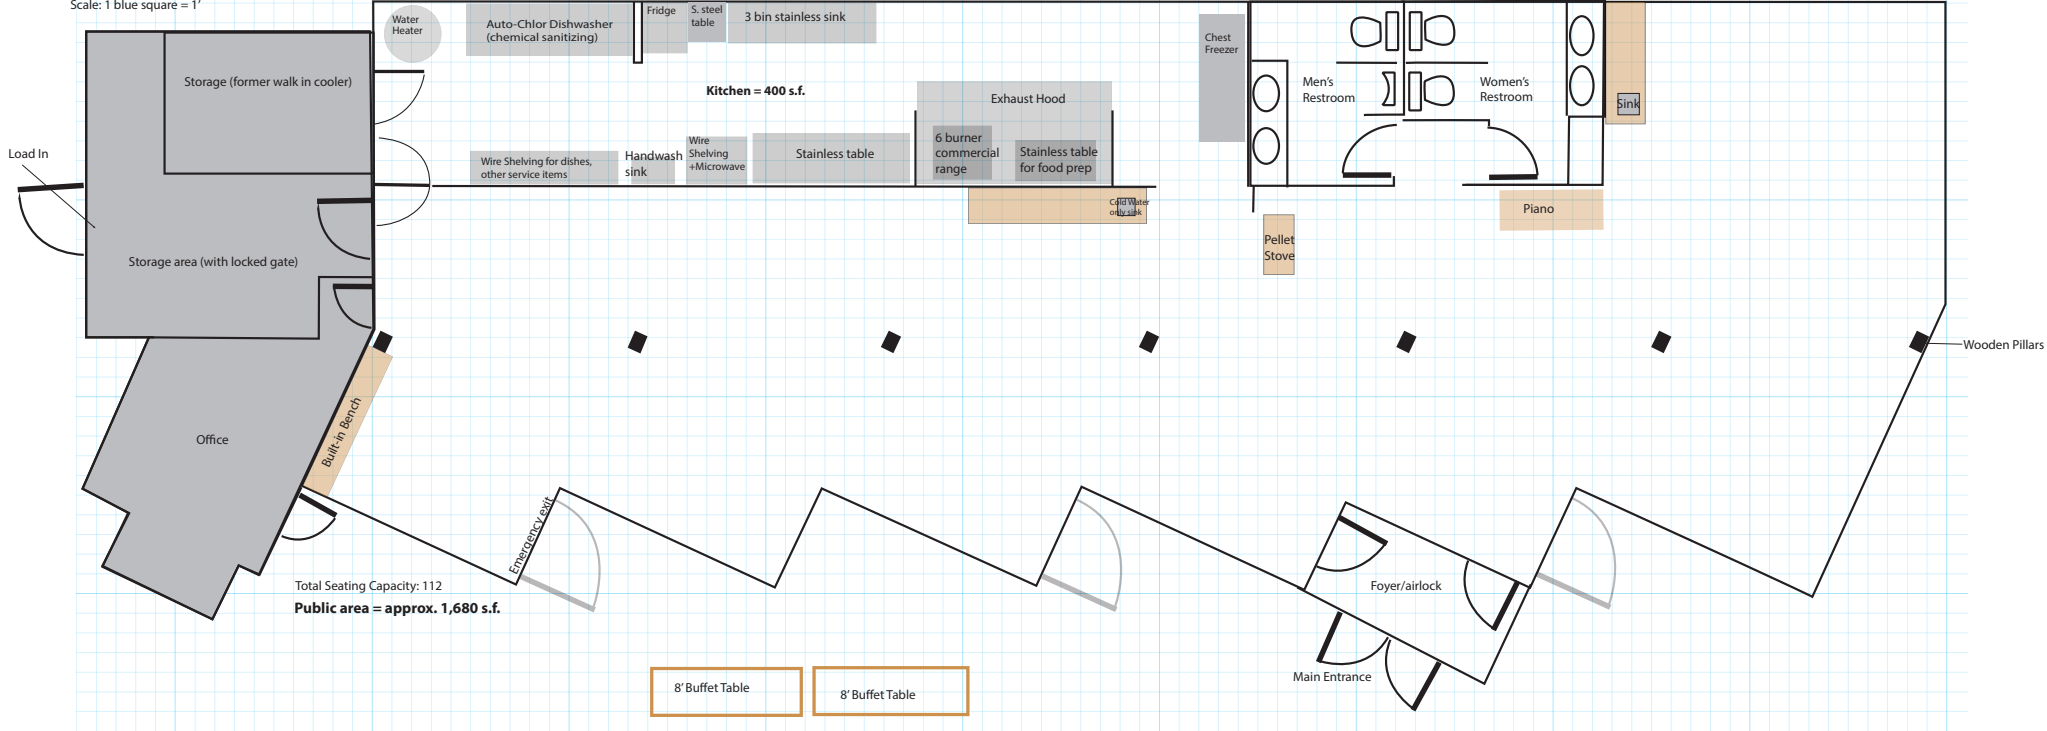 Scale: 1 blue square = 1’
Water
Heater
Auto-Chlor Dishwasher
(chemical sanitizing)
Fridge
S. steel
table
3 bin stainless sink
Chest
Freezer
Storage (former walk in cooler)
Kitchen = 400 s.f.
Exhaust Hood
Men’s
Restroom
Women’s
Restroom
Sink
Load In
Wire Shelving for dishes,
other service items
Handwash
sink
Wire
Shelving
+Microwave
Stainless table
6 burner
commercial
range
Stainless table
for food prep
Cold Water
only sink
Piano
Pellet
Stove
Storage area (with locked gate)
Wooden Pillars
Office
Built-in Bench
Emergency exit
Total Seating Capacity: 112
Public area = approx. 1,680 s.f.
Foyer/airlock
Main Entrance
8’ Buffet Table
8’ Buffet Table